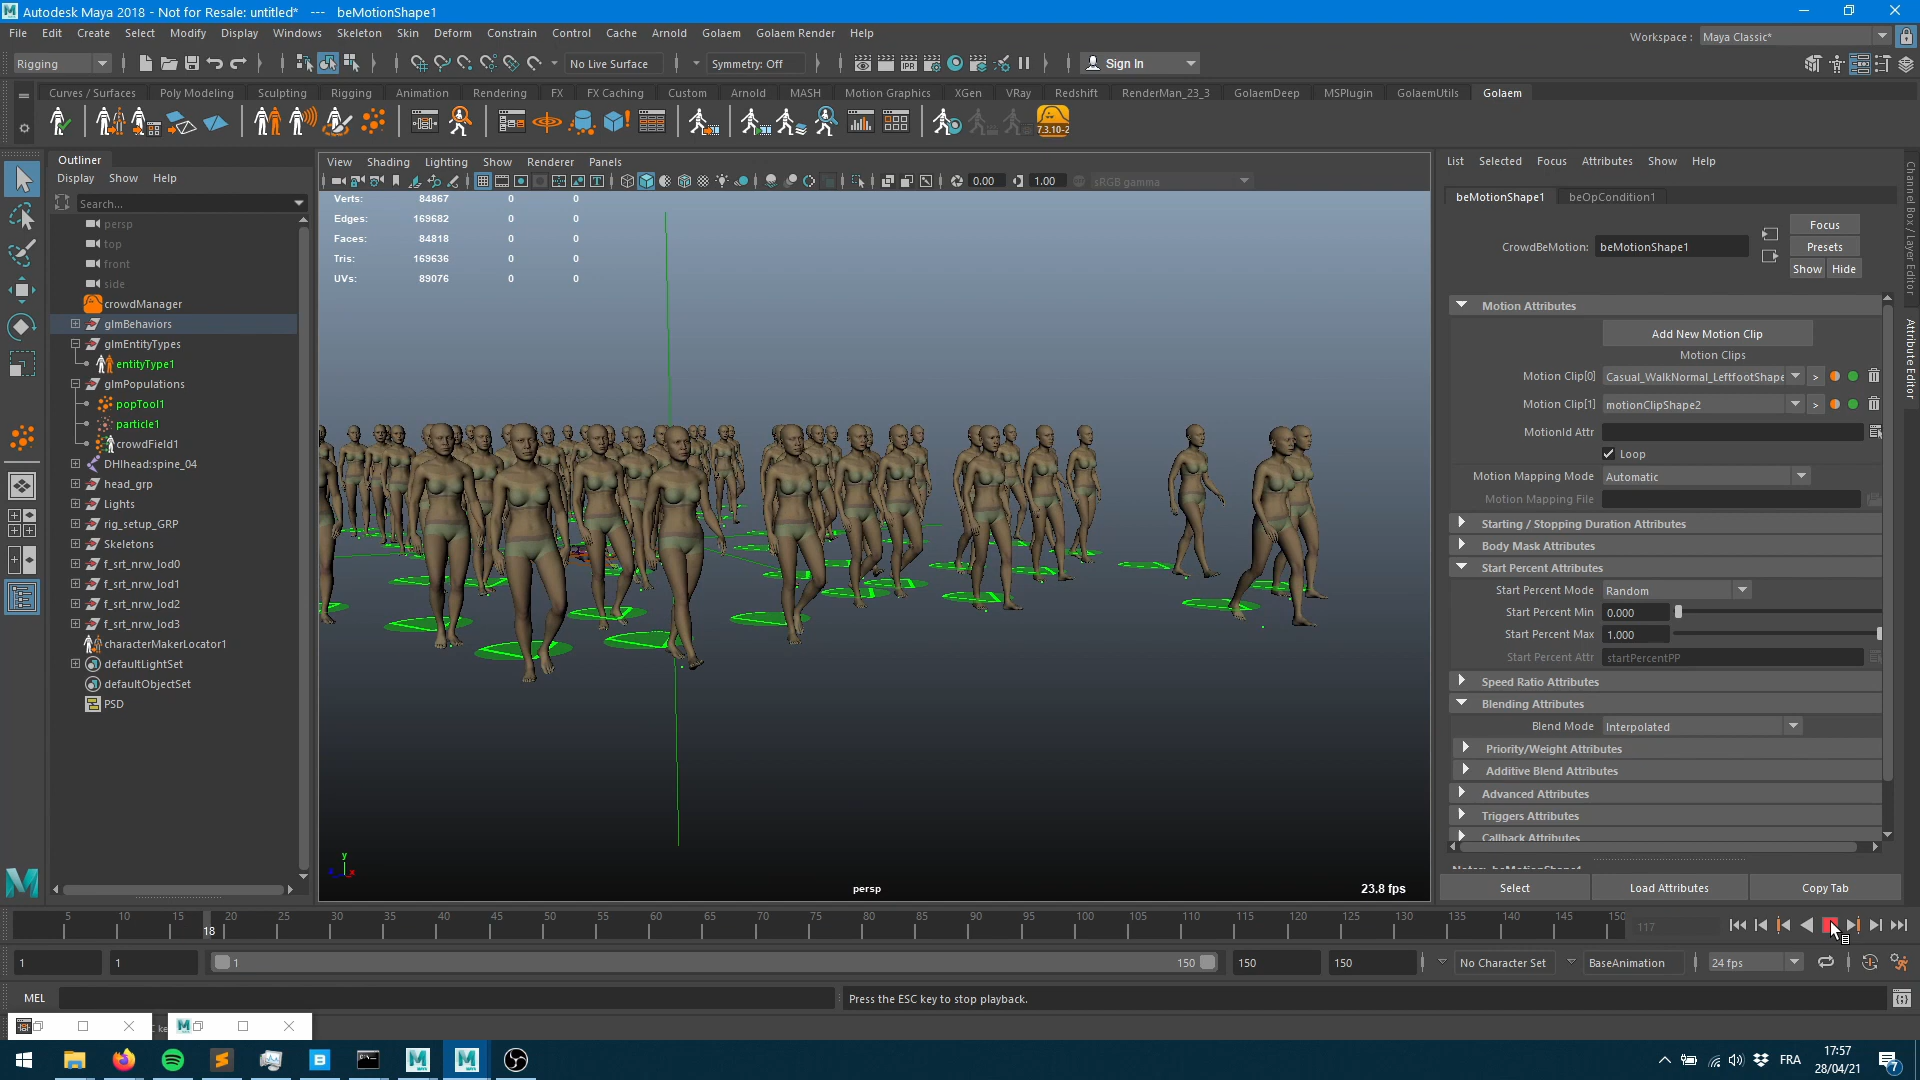 Autodesk Maya 2018 - Not for Resale: untitled* --- beMotionShape1
File Edit Create Select Modify Display Windows Skeleton Skin Deform Constrain Control Cache Arnold Golaem Golaem Render Help
Workspace : Maya Classic*
Rigging No Live Surface Symmetry: Off IPR Sign In
Curves / Surfaces Poly Modeling Sculpting Rigging Animation Rendering FX FX Caching Custom Arnold MASH Motion Graphics XGen VRay Redshift RenderMan_23_3 GolaemDeep MSPlugin GolaemUtils Golaem
7.3.10-2
Outliner
Display Show Help
Search...
persp
top
front
side
crowdManager
glmBehaviors
glmEntityTypes
entityType1
glmPopulations
popTool1
particle1
crowdField1
DHIhead:spine_04
head_grp
Lights
rig_setup_GRP
Skeletons
f_srt_nrw_lod0
f_srt_nrw_lod1
f_srt_nrw_lod2
f_srt_nrw_lod3
characterMakerLocator1
defaultLightSet
defaultObjectSet
PSD
View Shading Lighting Show Renderer Panels
0.00 1.00 sRGB gamma
Verts: 84867 0 0
Edges: 169682 0 0
Faces: 84818 0 0
Tris: 169636 0 0
UVs: 89076 0 0
y
x
persp
23.8 fps
List Selected Focus Attributes Show Help
beMotionShape1 beOpCondition1
Focus
CrowdBeMotion: beMotionShape1
Presets
Show Hide
Motion Attributes
Add New Motion Clip
Motion Clips
Motion Clip[0] Casual_WalkNormal_LeftfootShape >
Motion Clip[1] motionClipShape2 >
MotionId Attr
Loop
Motion Mapping Mode Automatic
Motion Mapping File
Starting / Stopping Duration Attributes
Body Mask Attributes
Start Percent Attributes
Start Percent Mode Random
Start Percent Min 0.000
Start Percent Max 1.000
Start Percent Attr startPercentPP
Speed Ratio Attributes
Blending Attributes
Blend Mode Interpolated
Priority/Weight Attributes
Additive Blend Attributes
Advanced Attributes
Triggers Attributes
Callback Attributes
Notes: beMotionShape1
Select Load Attributes Copy Tab
Channel Box / Layer Editor
Attribute Editor
5 10 15 20 25 30 35 40 45 50 55 60 65 70 75 80 85 90 95 100 105 110 115 120 125 130 135 140 145 150
18
117
1 1 1 150 150 150 No Character Set BaseAnimation 24 fps
MEL
Press the ESC key to stop playback.
FRA
17:57
28/04/21
7